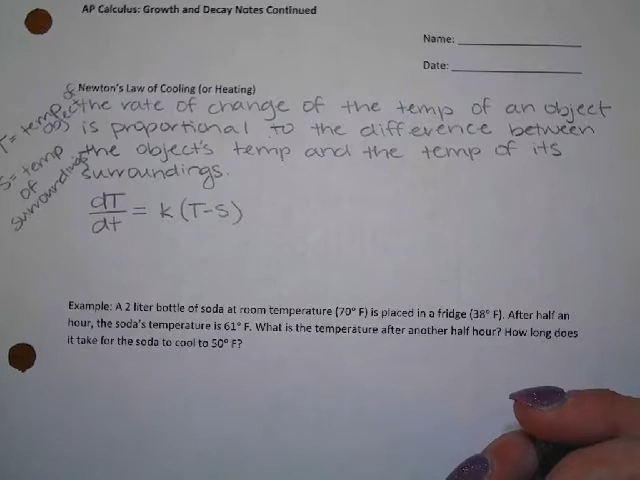 AP Calculus: Growth and Decay Notes Continued
Name:
Date:
Newton's Law of Cooling (or Heating)
the rate of change of the temp of an object
is proportional to the difference between
the object's temp and the temp of its
surroundings.
T = temp of
object
S = temp
of
surroundings
dT
dt
= k (T-S)
Example: A 2 liter bottle of soda at room temperature (70° F) is placed in a fridge (38° F). After half an
hour, the soda's temperature is 61° F. What is the temperature after another half hour? How long does
it take for the soda to cool to 50° F?